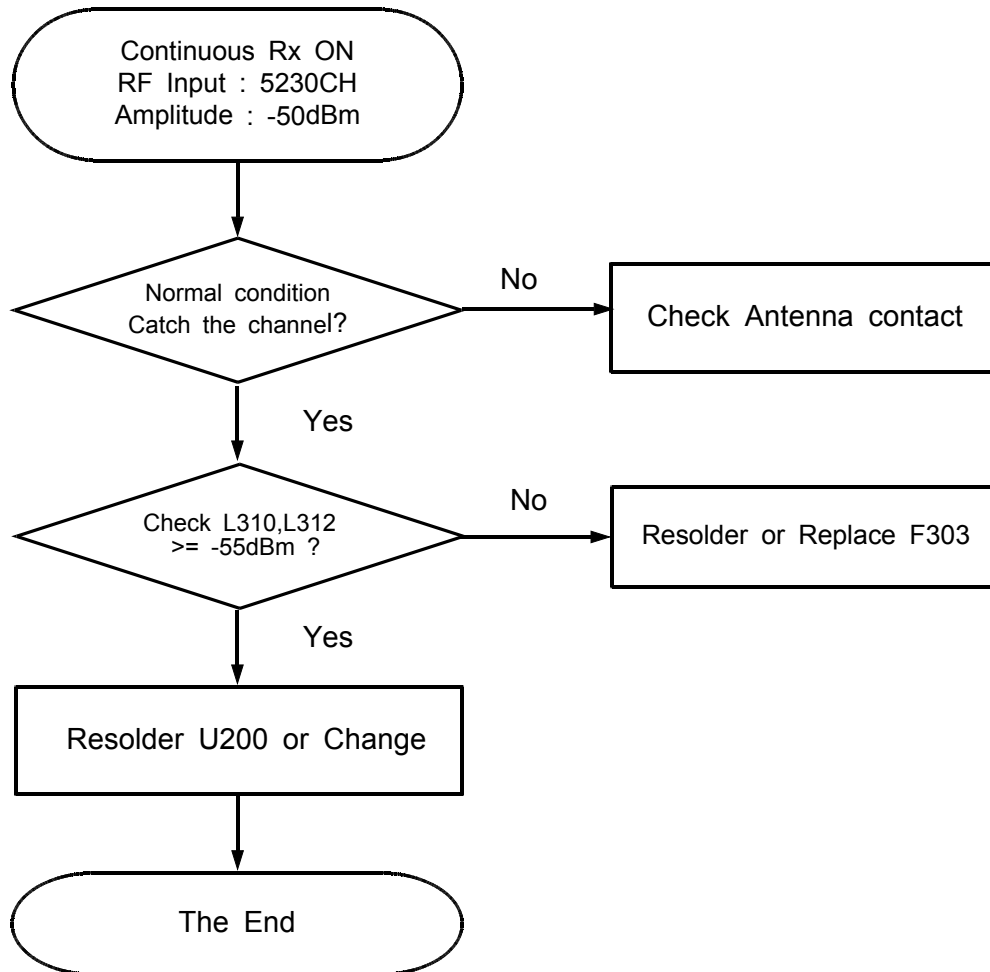 Continuous Rx ON
RF Input : 5230CH
Amplitude : -50dBm
Normal condition
Catch the channel?
No
Check Antenna contact
Yes
Check L310,L312
>= -55dBm ?
No
Resolder or Replace F303
Yes
Resolder U200 or Change
The End